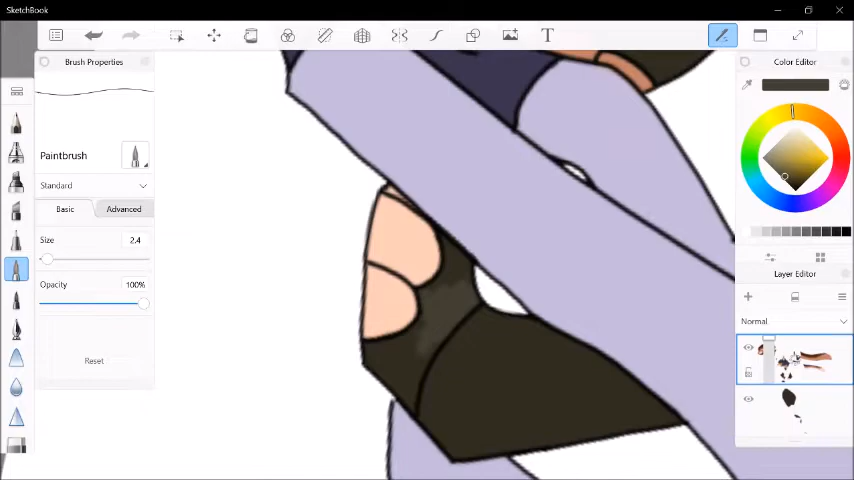 SketchBook
T
Brush Properties
Color Editor
Paintbrush
Standard
Basic
Advanced
Size
2.4
Opacity
100%
Reset
Layer Editor
Normal